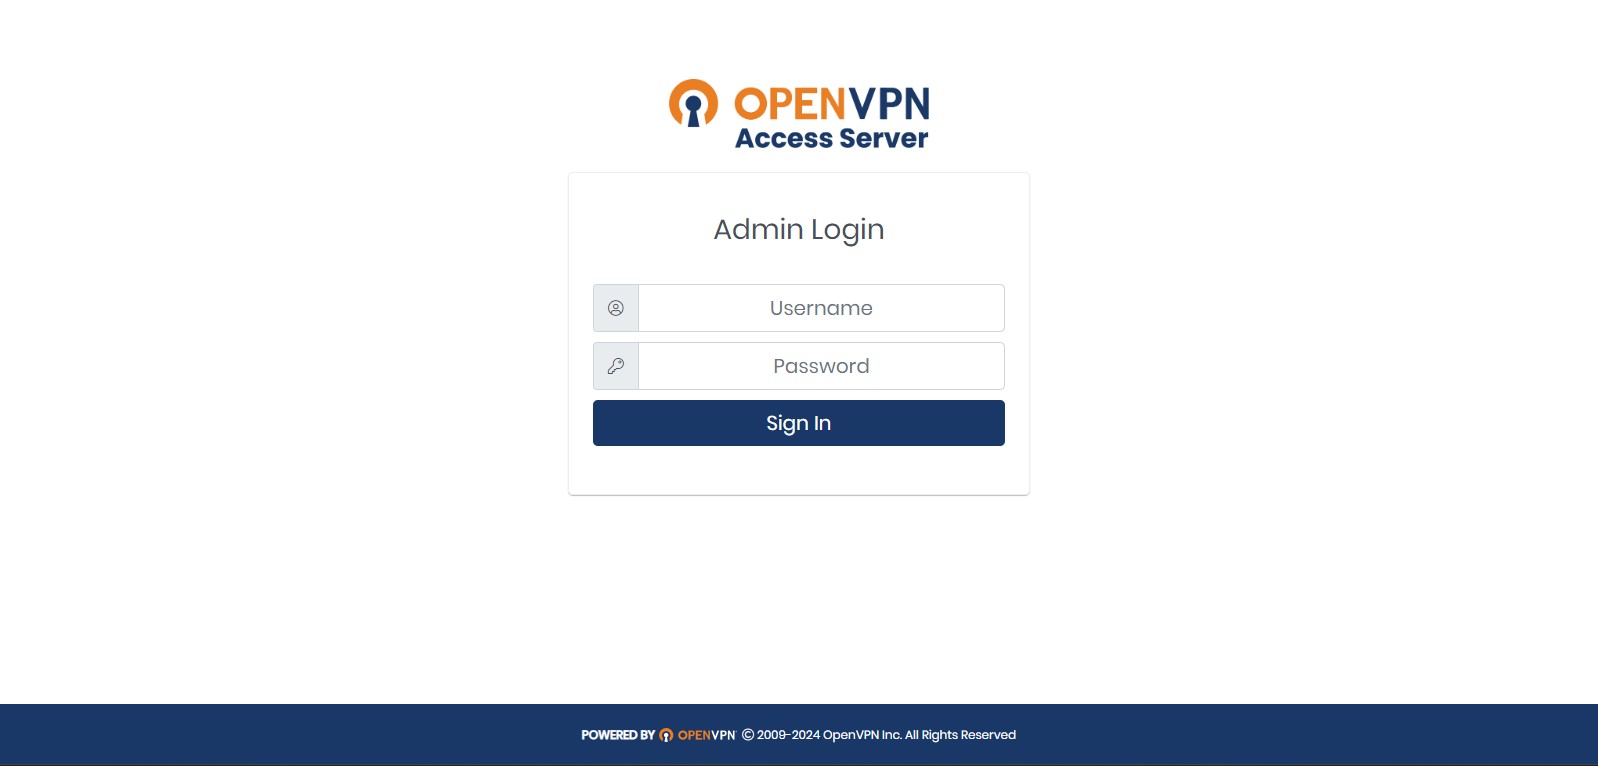 OPENVPN
Access Server
Admin Login
Username
Password
Sign In
POWERED BY OPENVPN © 2009-2024 OpenVPN Inc. All Rights Reserved